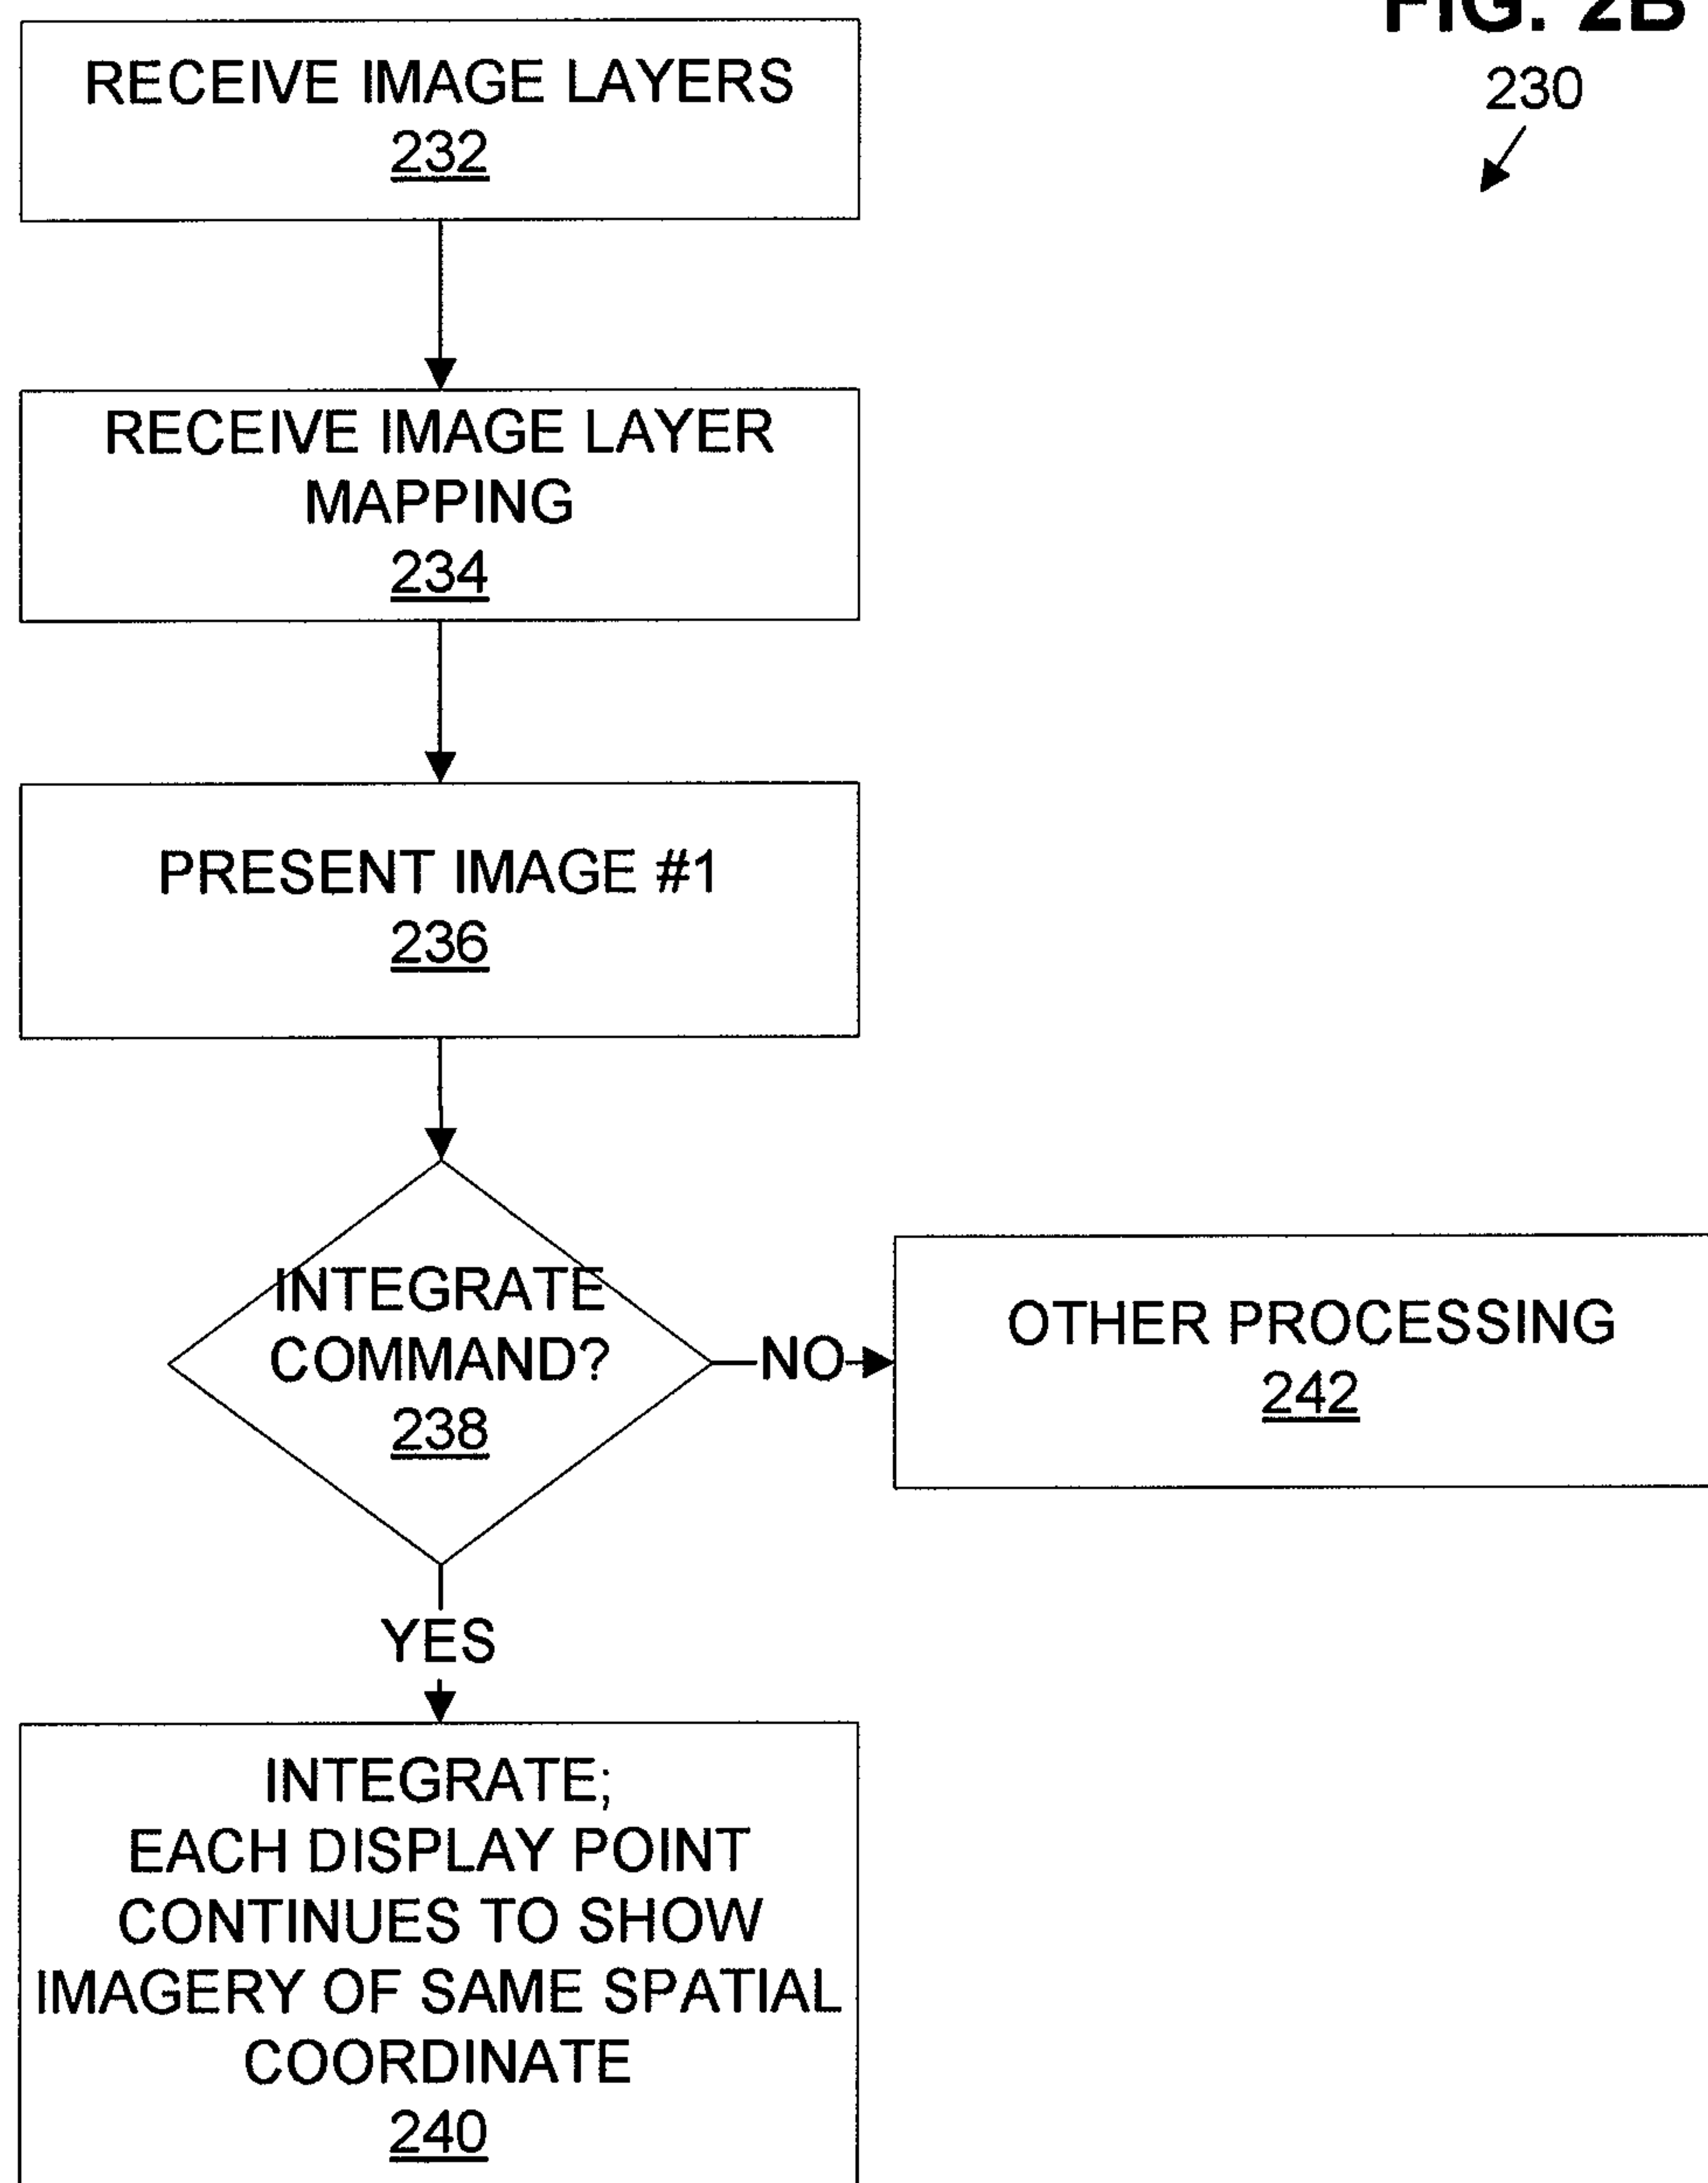 FIG. 2B
230
RECEIVE IMAGE LAYERS
232
RECEIVE IMAGE LAYER
MAPPING
234
PRESENT IMAGE #1
236
INTEGRATE
COMMAND?
238
NO
OTHER PROCESSING
242
YES
INTEGRATE;
EACH DISPLAY POINT
CONTINUES TO SHOW
IMAGERY OF SAME SPATIAL
COORDINATE
240